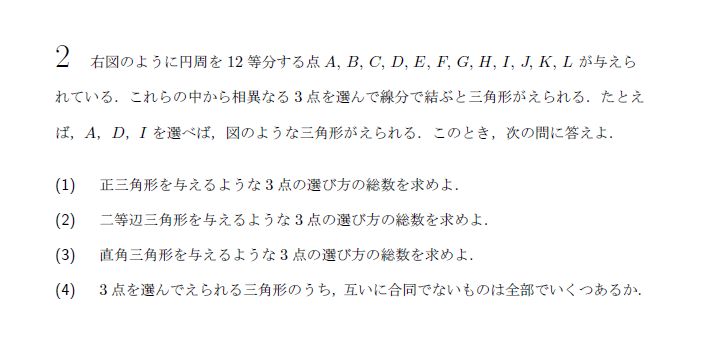 2 右図のように円周を 12 等分する点 A, B, C, D, E, F, G, H, I, J, K, L が与えら
れている．これらの中から相異なる 3 点を選んで線分で結ぶと三角形がえられる．たとえ
ば，A，D，I を選べば，図のような三角形がえられる．このとき，次の問に答えよ．
(1) 正三角形を与えるような 3 点の選び方の総数を求めよ．
(2) 二等辺三角形を与えるような 3 点の選び方の総数を求めよ．
(3) 直角三角形を与えるような 3 点の選び方の総数を求めよ．
(4) 3 点を選んでえられる三角形のうち，互いに合同でないものは全部でいくつあるか．